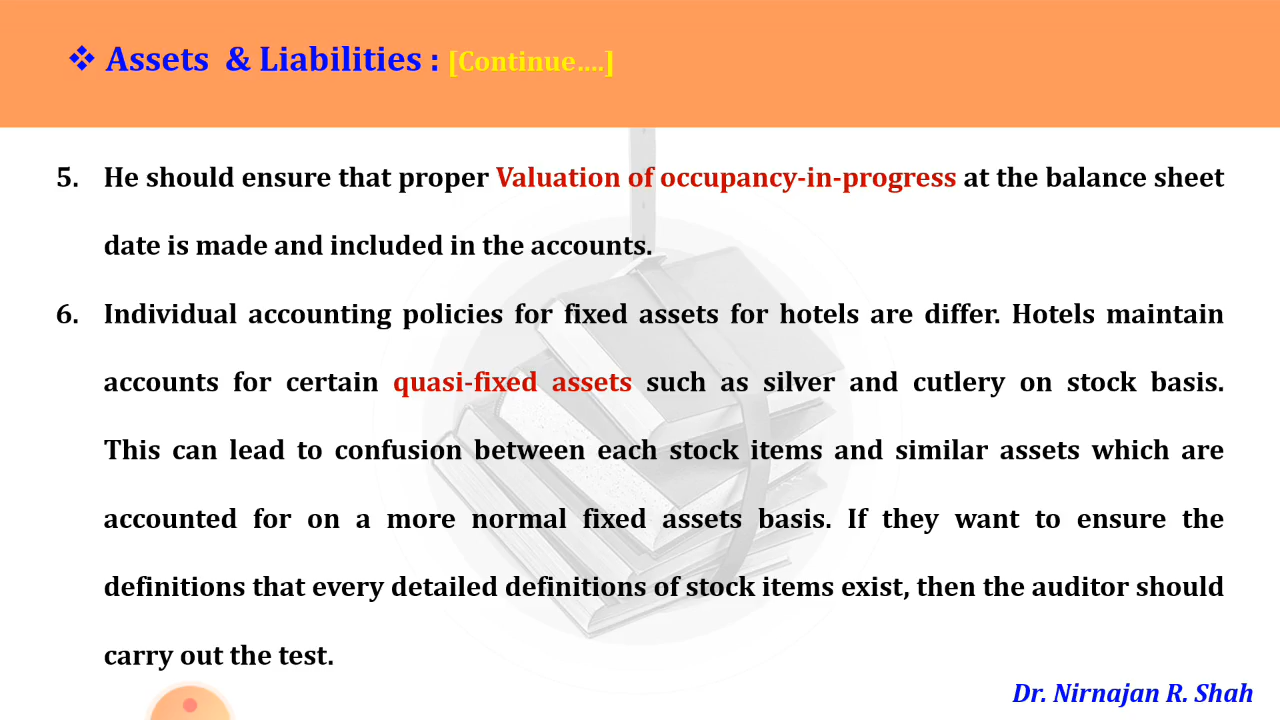 ❖ Assets & Liabilities : [Continue....]
5. He should ensure that proper Valuation of occupancy-in-progress at the balance sheet
date is made and included in the accounts.
6. Individual accounting policies for fixed assets for hotels are differ. Hotels maintain
accounts for certain quasi-fixed assets such as silver and cutlery on stock basis.
This can lead to confusion between each stock items and similar assets which are
accounted for on a more normal fixed assets basis. If they want to ensure the
definitions that every detailed definitions of stock items exist, then the auditor should
carry out the test.
Dr. Nirnajan R. Shah